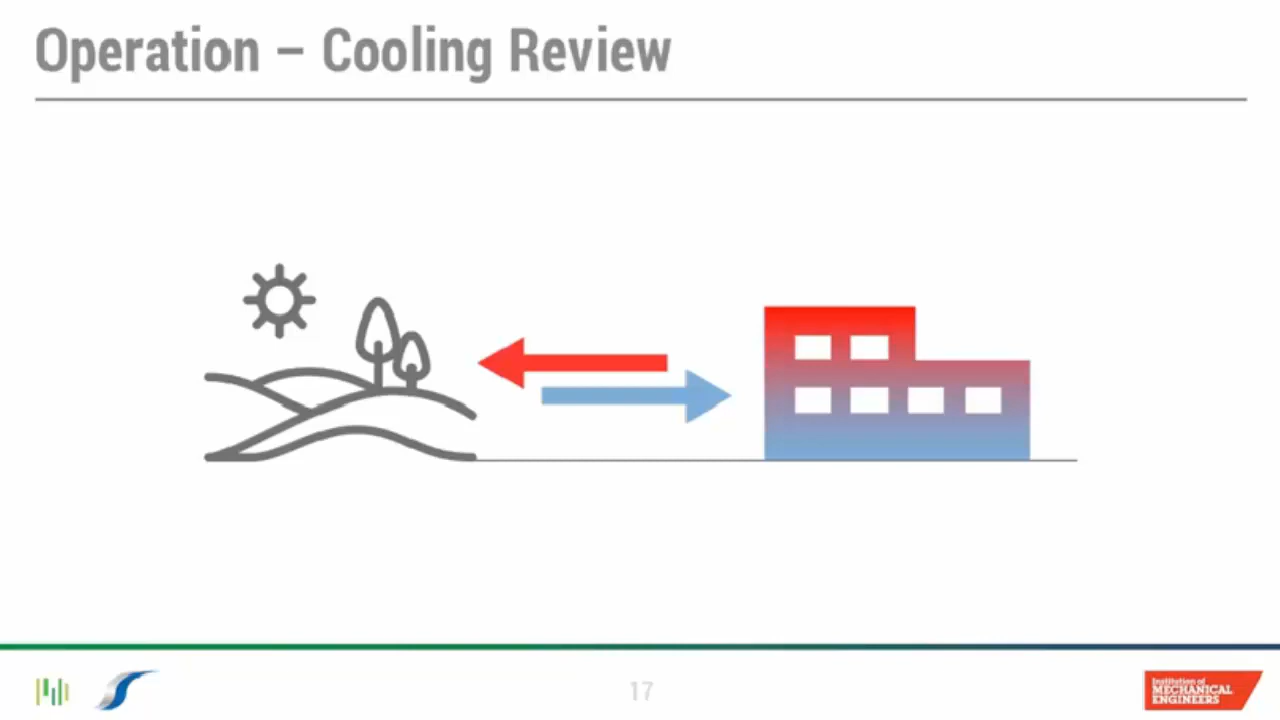 Operation – Cooling Review
17
Institution of
MECHANICAL
ENGINEERS